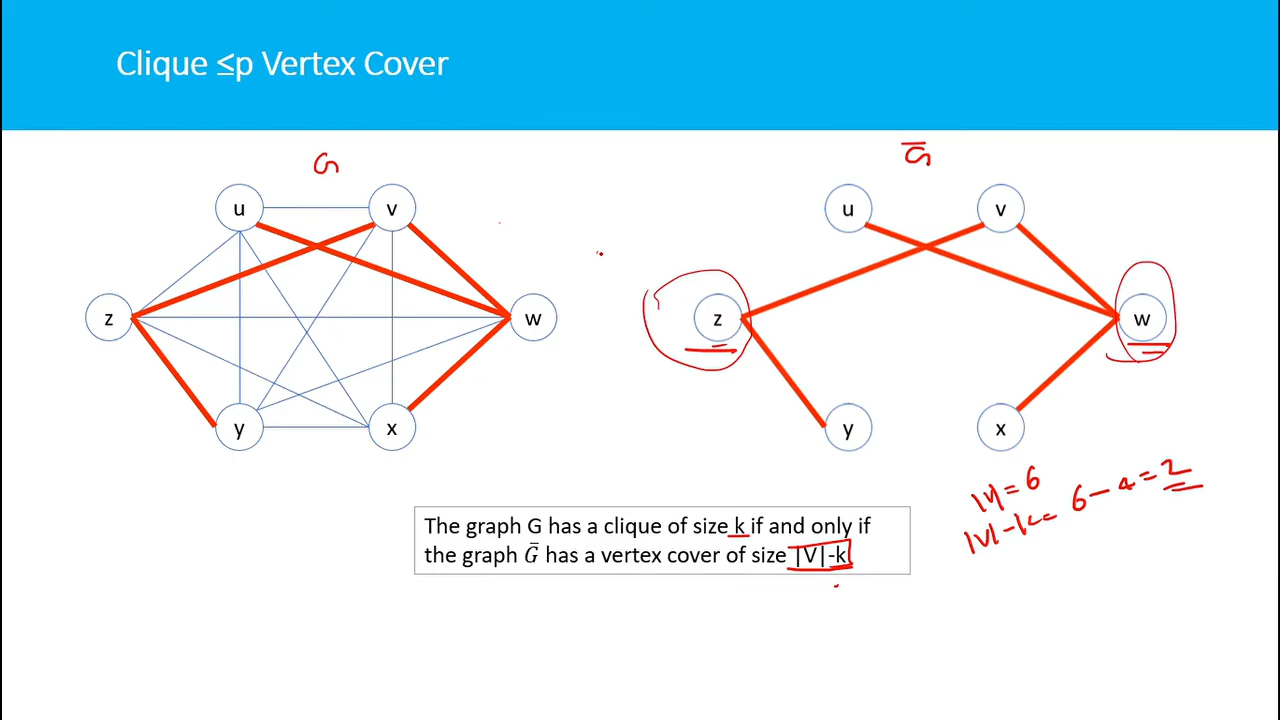 Clique ≤p Vertex Cover
G
G̅
u
v
z
w
y
x
u
v
z
w
y
x
|V| = 6
|V| - k = 6 - 4 = 2
The graph G has a clique of size k if and only if
the graph G̅ has a vertex cover of size |V|-k